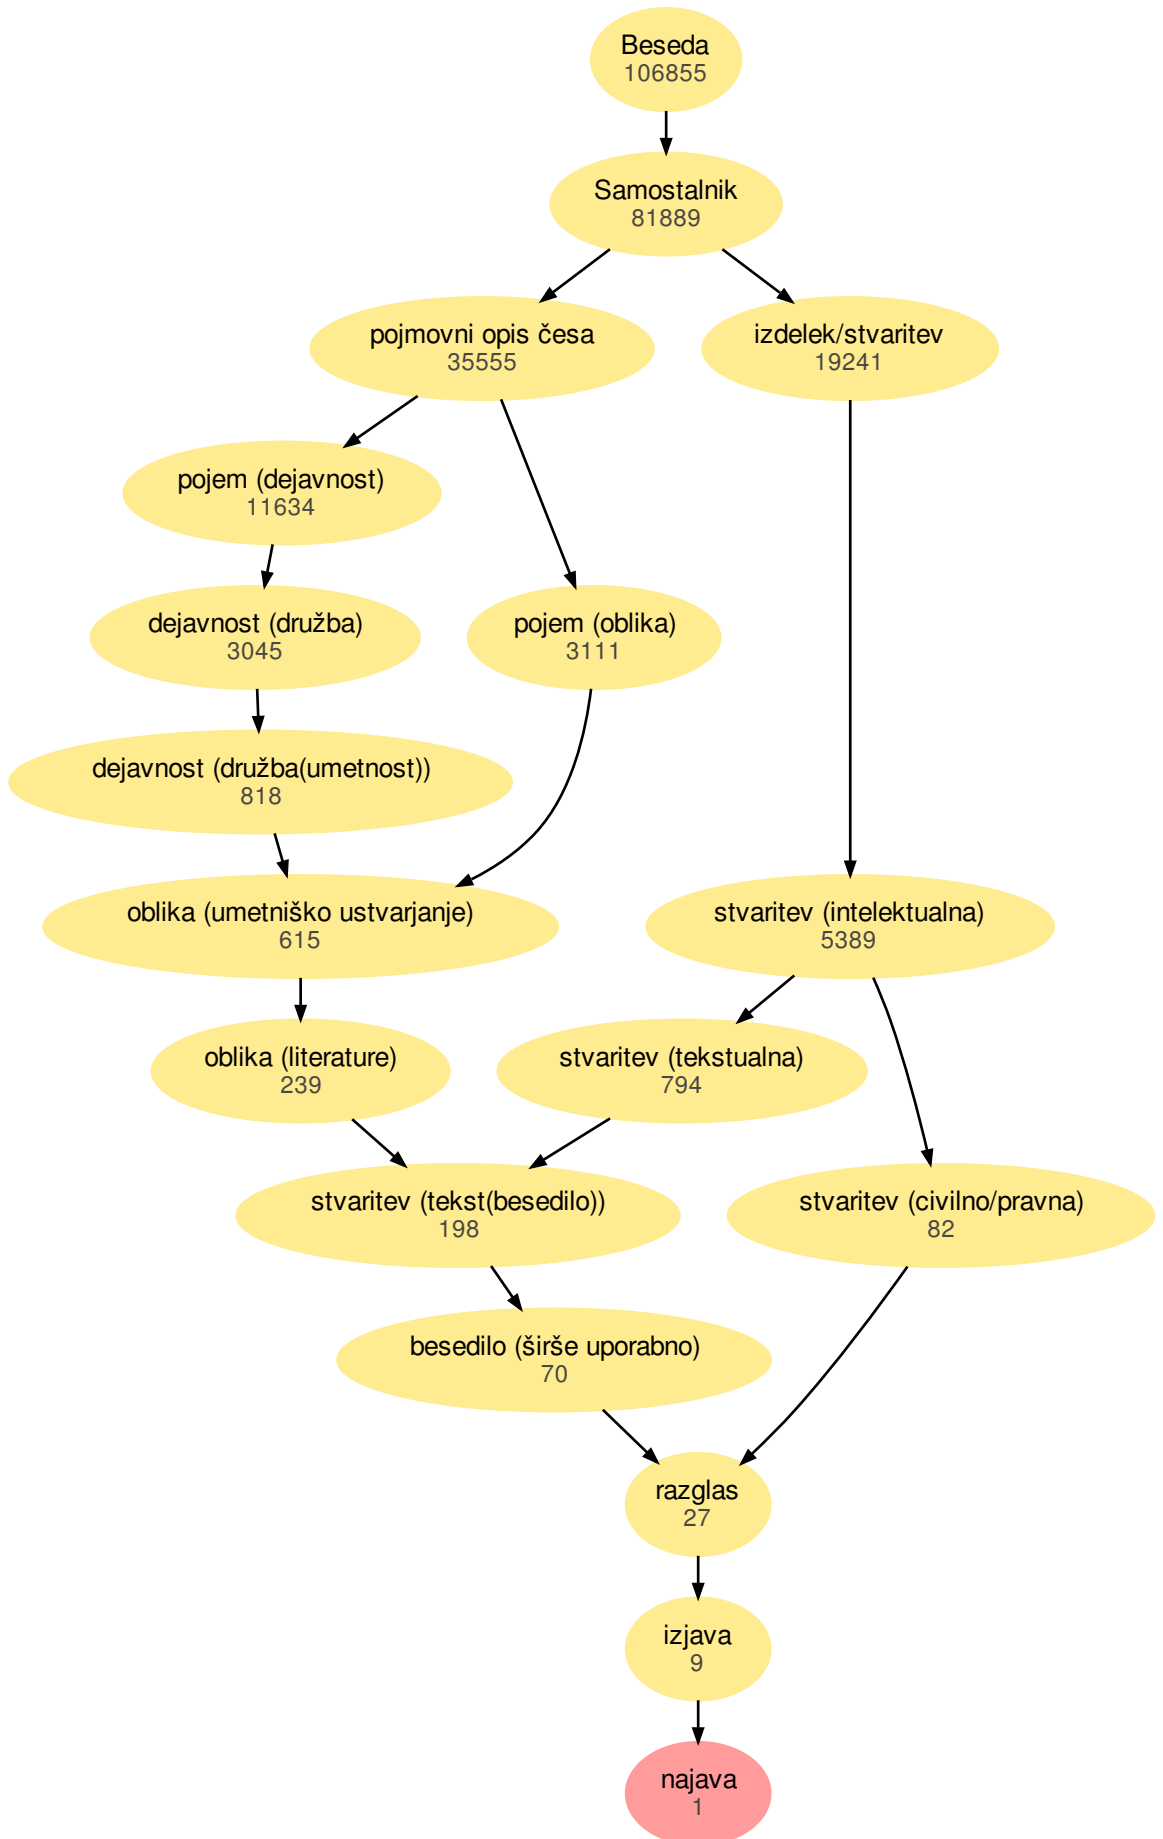 Beseda
106855
Samostalnik
81889
pojmovni opis česa
35555
izdelek/stvaritev
19241
pojem (dejavnost)
11634
dejavnost (družba)
3045
pojem (oblika)
3111
dejavnost (družba(umetnost))
818
oblika (umetniško ustvarjanje)
615
stvaritev (intelektualna)
5389
oblika (literature)
239
stvaritev (tekstualna)
794
stvaritev (tekst(besedilo))
198
stvaritev (civilno/pravna)
82
besedilo (širše uporabno)
70
razglas
27
izjava
9
najava
1